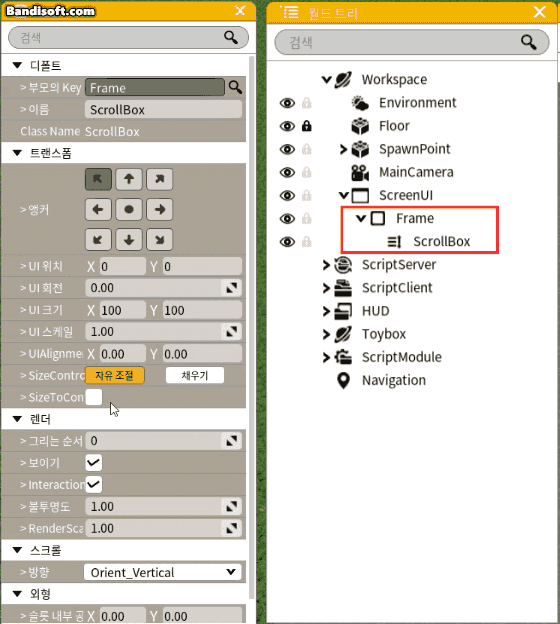 Bandisoft.com
검색
디폴트
> 부모의 Key Frame
> 이름 ScrollBox
Class Name ScrollBox
트랜스폼
> 앵커
> UI 위치 X 0 Y 0
> UI 회전 0.00
> UI 크기 X 100 Y 100
> UI 스케일 1.00
> UIAlignme X 0.00 Y 0.00
> SizeContro 자유 조절 채우기
> SizeToCon
렌더
> 그리는 순서 0
> 보이기
> Interaction
> 불투명도 1.00
> RenderSca 1.00
스크롤
> 방향 Orient_Vertical
외형
> 슬롯 내부 공 X 0.00 Y 0.00
월드 트리
검색
Workspace
Environment
Floor
SpawnPoint
MainCamera
ScreenUI
Frame
ScrollBox
ScriptServer
ScriptClient
HUD
Toybox
ScriptModule
Navigation